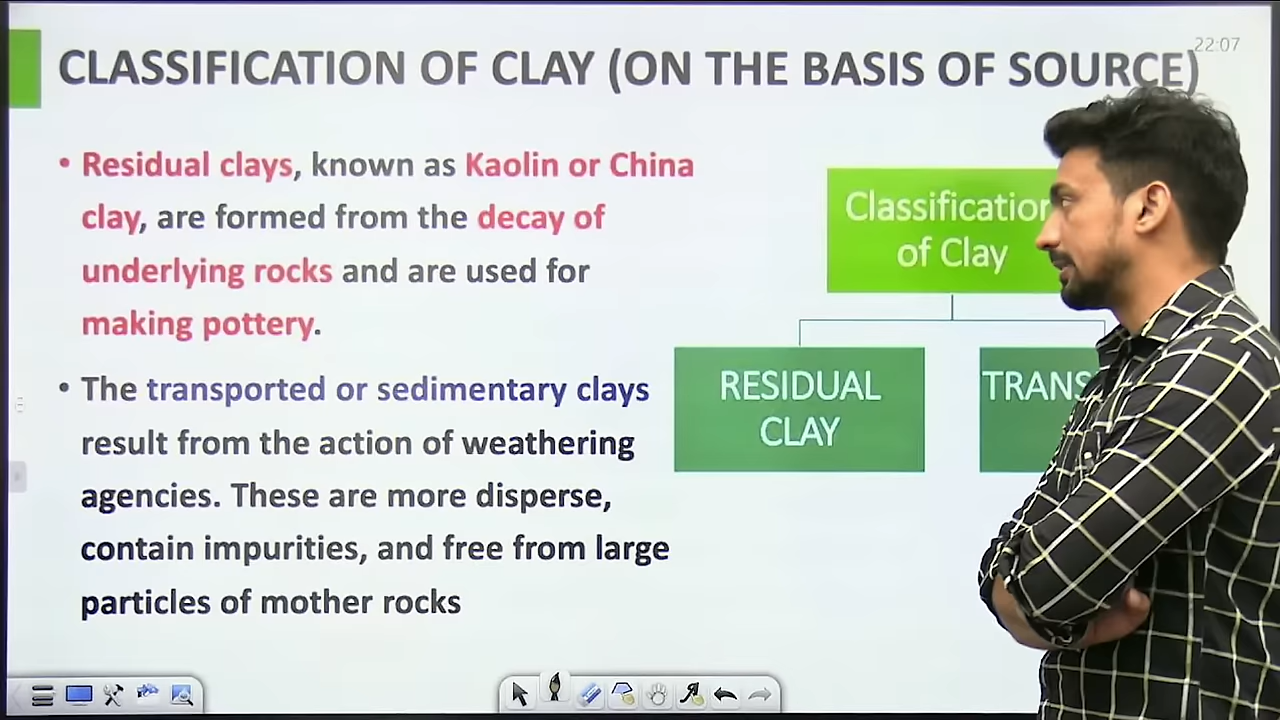 22:07
CLASSIFICATION OF CLAY (ON THE BASIS OF SOURCE)
• Residual clays, known as Kaolin or China
clay, are formed from the decay of
underlying rocks and are used for
making pottery.
• The transported or sedimentary clays
result from the action of weathering
agencies. These are more disperse,
contain impurities, and free from large
particles of mother rocks
Classification
of Clay
RESIDUAL
CLAY